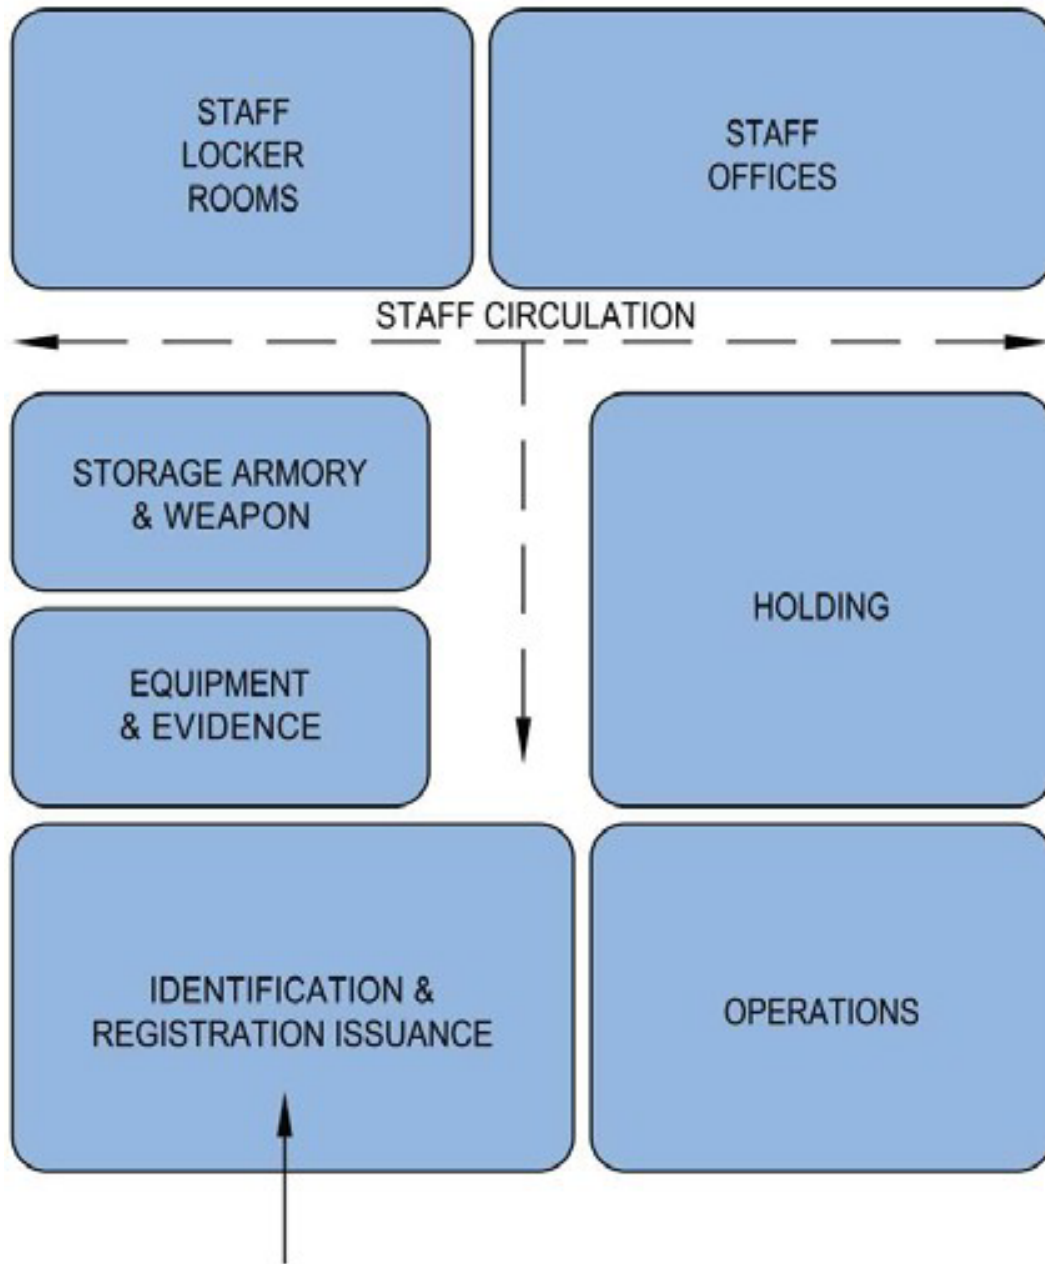 STAFF
LOCKER
ROOMS
STAFF
OFFICES
STAFF CIRCULATION
STORAGE ARMORY
& WEAPON
HOLDING
EQUIPMENT
& EVIDENCE
IDENTIFICATION &
REGISTRATION ISSUANCE
OPERATIONS